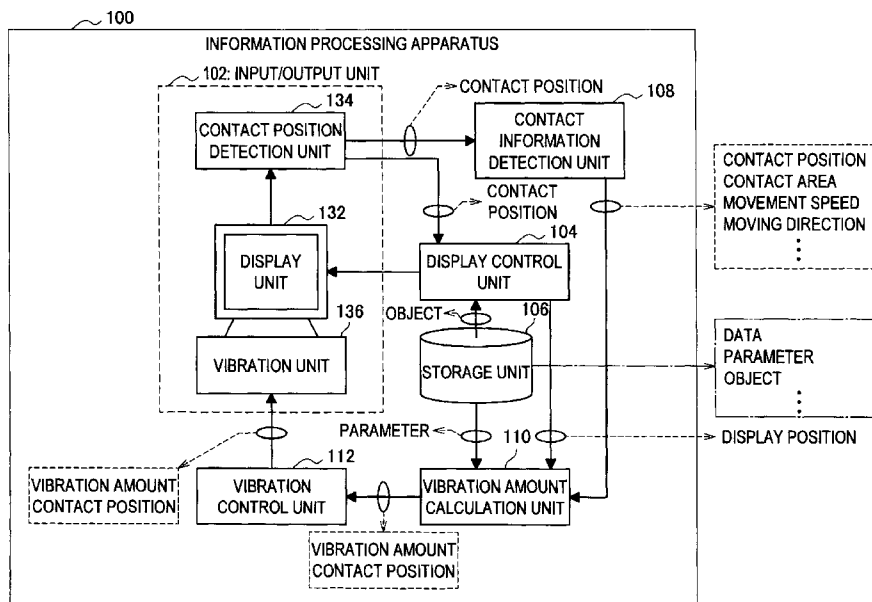 100
INFORMATION PROCESSING APPARATUS
102: INPUT/OUTPUT UNIT
134
CONTACT POSITION
DETECTION UNIT
CONTACT POSITION
108
CONTACT
INFORMATION
DETECTION UNIT
CONTACT
POSITION
CONTACT POSITION
CONTACT AREA
MOVEMENT SPEED
MOVING DIRECTION
132
DISPLAY
UNIT
104
DISPLAY CONTROL
UNIT
136
VIBRATION UNIT
OBJECT
106
STORAGE UNIT
DATA
PARAMETER
OBJECT
PARAMETER
DISPLAY POSITION
112
VIBRATION
CONTROL UNIT
110
VIBRATION AMOUNT
CALCULATION UNIT
VIBRATION AMOUNT
CONTACT POSITION
VIBRATION AMOUNT
CONTACT POSITION